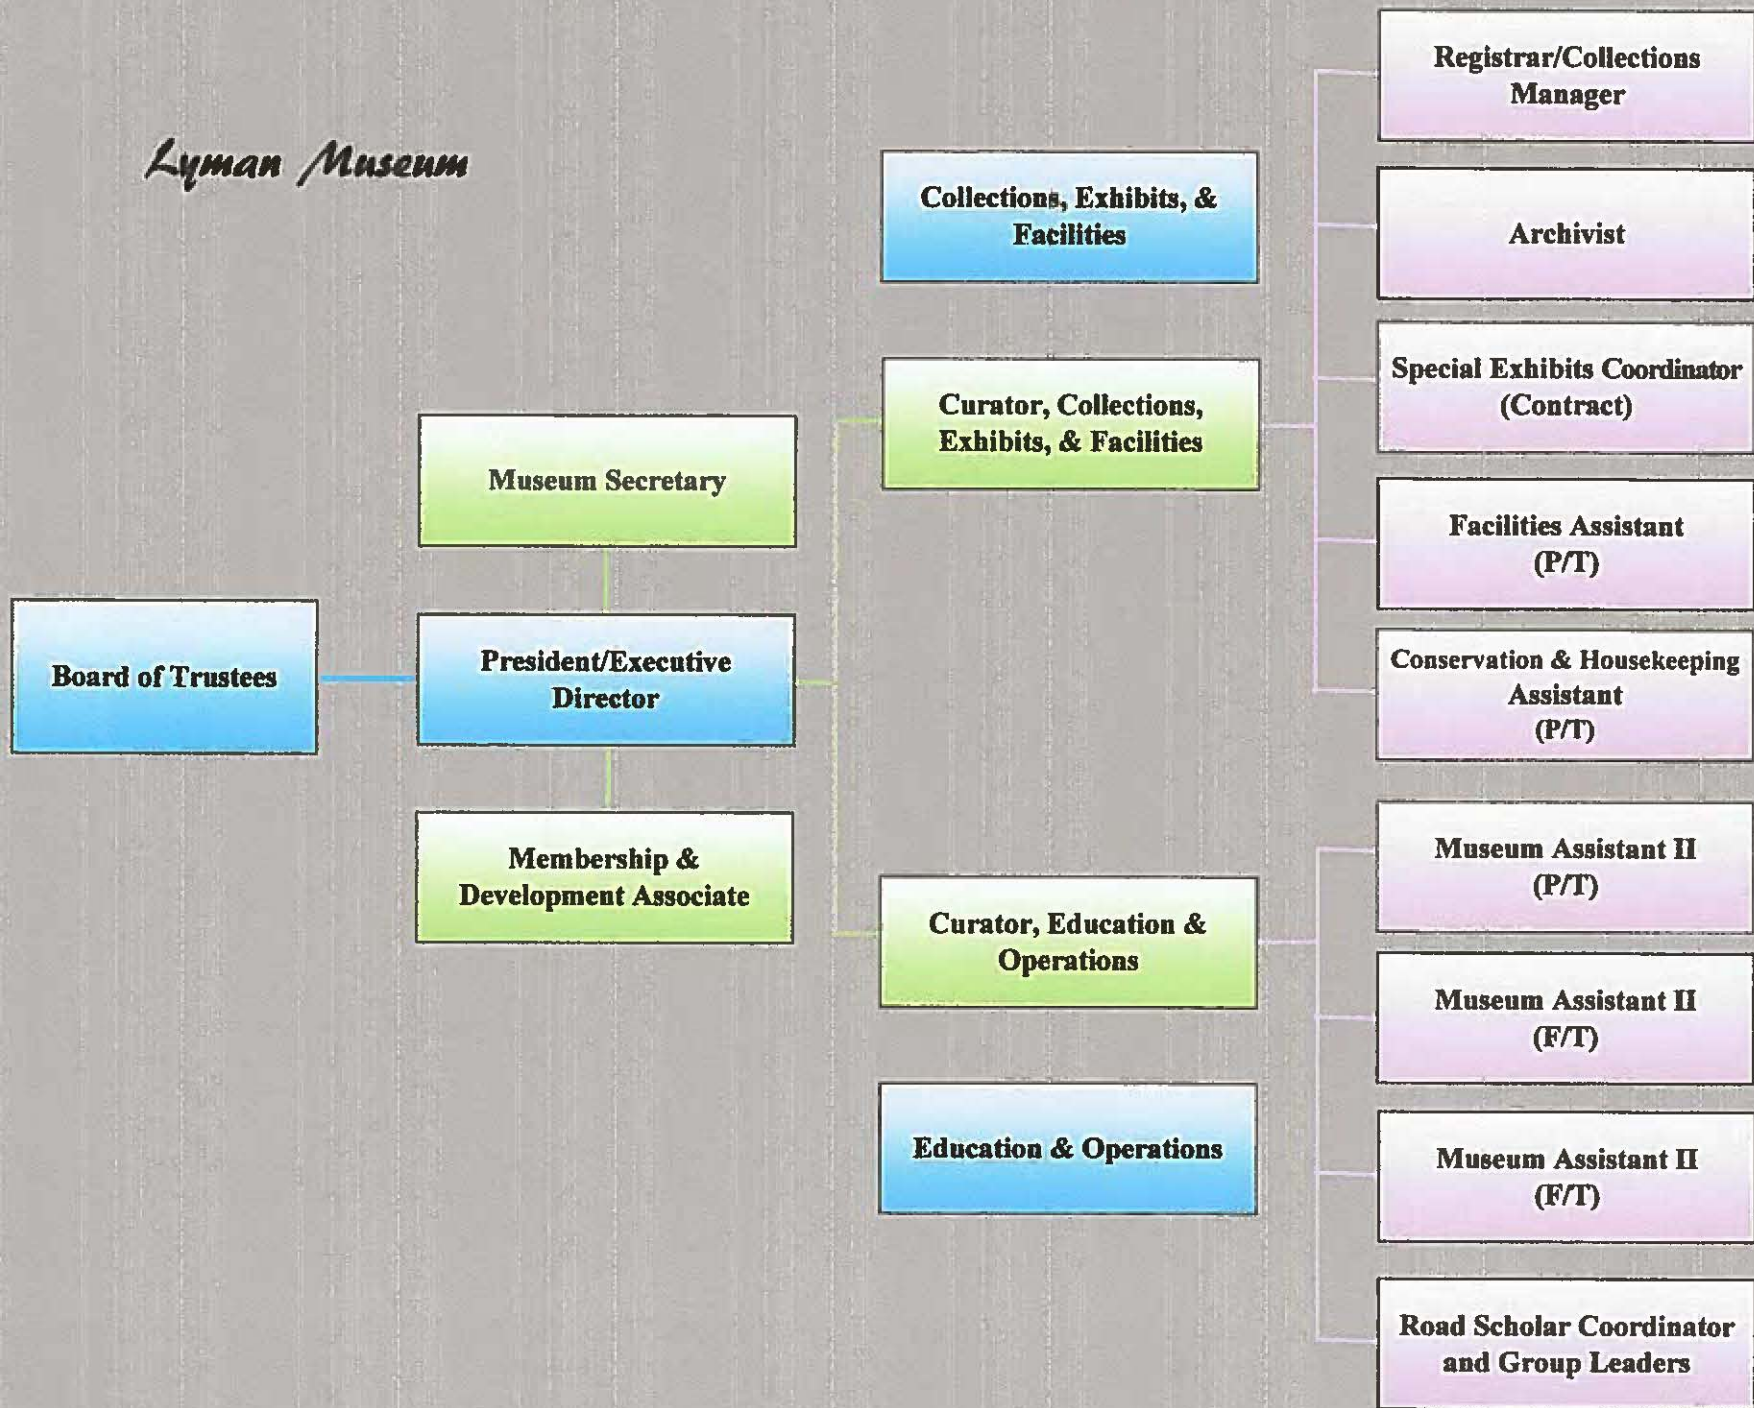 Lyman Museum
Board of Trustees
Museum Secretary
President/Executive
Director
Membership &
Development Associate
Collections, Exhibits, &
Facilities
Curator, Collections,
Exhibits, & Facilities
Curator, Education &
Operations
Education & Operations
Registrar/Collections
Manager
Archivist
Special Exhibits Coordinator
(Contract)
Facilities Assistant
(P/T)
Conservation & Housekeeping
Assistant
(P/T)
Museum Assistant II
(P/T)
Museum Assistant II
(F/T)
Museum Assistant II
(F/T)
Road Scholar Coordinator
and Group Leaders